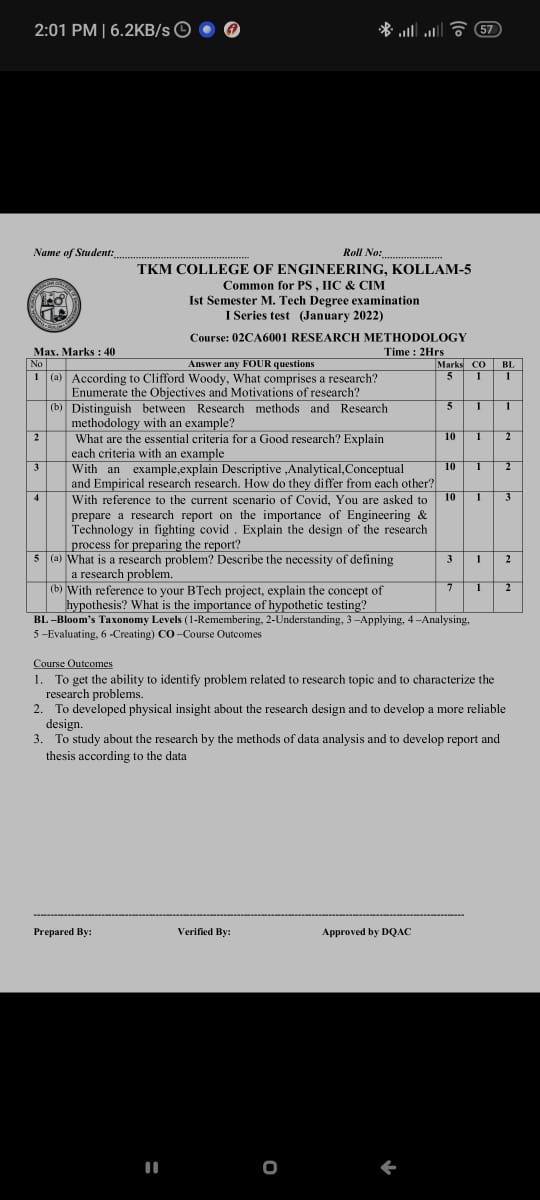 2:01 PM | 6.2KB/s
57
Name of Student:................................................ Roll No:......................
TKM COLLEGE OF ENGINEERING, KOLLAM-5
Common for PS , IIC & CIM
Ist Semester M. Tech Degree examination
I Series test (January 2022)
Course: 02CA6001 RESEARCH METHODOLOGY
Max. Marks : 40 Time : 2Hrs
No Answer any FOUR questions Marks CO BL
1 (a) According to Clifford Woody, What comprises a research? 5 1 1
Enumerate the Objectives and Motivations of research?
(b) Distinguish between Research methods and Research 5 1 1
methodology with an example?
2 What are the essential criteria for a Good research? Explain 10 1 2
each criteria with an example
3 With an example,explain Descriptive ,Analytical,Conceptual 10 1 2
and Empirical research research. How do they differ from each other?
4 With reference to the current scenario of Covid, You are asked to 10 1 3
prepare a research report on the importance of Engineering &
Technology in fighting covid . Explain the design of the research
process for preparing the report?
5 (a) What is a research problem? Describe the necessity of defining 3 1 2
a research problem.
(b) With reference to your BTech project, explain the concept of 7 1 2
hypothesis? What is the importance of hypothetic testing?
BL –Bloom's Taxonomy Levels (1-Remembering, 2-Understanding, 3 –Applying, 4 –Analysing,
5 –Evaluating, 6 -Creating) CO –Course Outcomes
Course Outcomes
1. To get the ability to identify problem related to research topic and to characterize the
research problems.
2. To developed physical insight about the research design and to develop a more reliable
design.
3. To study about the research by the methods of data analysis and to develop report and
thesis according to the data
Prepared By: Verified By: Approved by DQAC